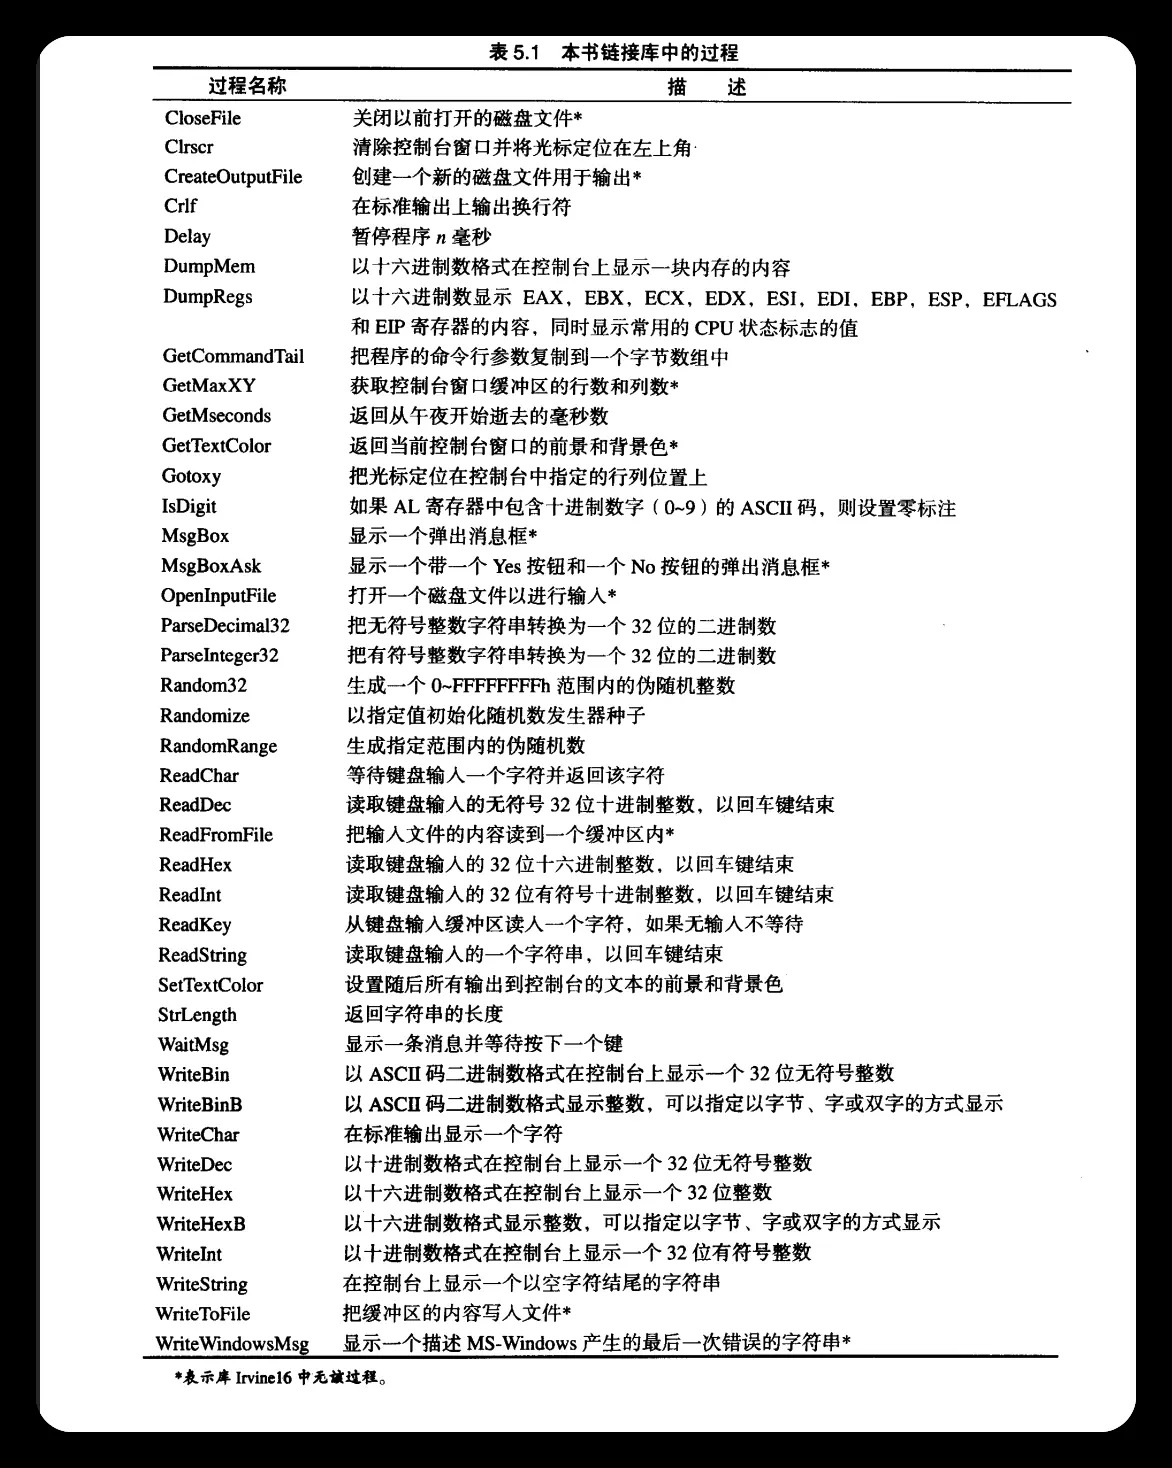 表 5.1 本书链接库中的过程
过程名称 描 述
CloseFile 关闭以前打开的磁盘文件*
Clrscr 清除控制台窗口并将光标定位在左上角
CreateOutputFile 创建一个新的磁盘文件用于输出*
Crlf 在标准输出上输出换行符
Delay 暂停程序 n 毫秒
DumpMem 以十六进制数格式在控制台上显示一块内存的内容
DumpRegs 以十六进制数显示 EAX，EBX，ECX，EDX，ESI，EDI，EBP，ESP，EFLAGS
和 EIP 寄存器的内容，同时显示常用的 CPU 状态标志的值
GetCommandTail 把程序的命令行参数复制到一个字节数组中
GetMaxXY 获取控制台窗口缓冲区的行数和列数*
GetMseconds 返回从午夜开始逝去的毫秒数
GetTextColor 返回当前控制台窗口的前景和背景色*
Gotoxy 把光标定位在控制台中指定的行列位置上
IsDigit 如果 AL 寄存器中包含十进制数字（0~9）的 ASCII 码，则设置零标注
MsgBox 显示一个弹出消息框*
MsgBoxAsk 显示一个带一个 Yes 按钮和一个 No 按钮的弹出消息框*
OpenInputFile 打开一个磁盘文件以进行输入*
ParseDecimal32 把无符号整数字符串转换为一个 32 位的二进制数
ParseInteger32 把有符号整数字符串转换为一个 32 位的二进制数
Random32 生成一个 0~FFFFFFFFh 范围内的伪随机整数
Randomize 以指定值初始化随机数发生器种子
RandomRange 生成指定范围内的伪随机数
ReadChar 等待键盘输入一个字符并返回该字符
ReadDec 读取键盘输入的无符号 32 位十进制整数，以回车键结束
ReadFromFile 把输入文件的内容读到一个缓冲区内*
ReadHex 读取键盘输入的 32 位十六进制整数，以回车键结束
ReadInt 读取键盘输入的 32 位有符号十进制整数，以回车键结束
ReadKey 从键盘输入缓冲区读入一个字符，如果无输入不等待
ReadString 读取键盘输入的一个字符串，以回车键结束
SetTextColor 设置随后所有输出到控制台的文本的前景和背景色
StrLength 返回字符串的长度
WaitMsg 显示一条消息并等待按下一个键
WriteBin 以 ASCII 码二进制数格式在控制台上显示一个 32 位无符号整数
WriteBinB 以 ASCII 码二进制数格式显示整数，可以指定以字节、字或双字的方式显示
WriteChar 在标准输出显示一个字符
WriteDec 以十进制数格式在控制台上显示一个 32 位无符号整数
WriteHex 以十六进制数格式在控制台上显示一个 32 位整数
WriteHexB 以十六进制数格式显示整数，可以指定以字节、字或双字的方式显示
WriteInt 以十进制数格式在控制台上显示一个 32 位有符号整数
WriteString 在控制台上显示一个以空字符结尾的字符串
WriteToFile 把缓冲区的内容写入文件*
WriteWindowsMsg 显示一个描述 MS-Windows 产生的最后一次错误的字符串*
*表示库 Irvine16 中无该过程。